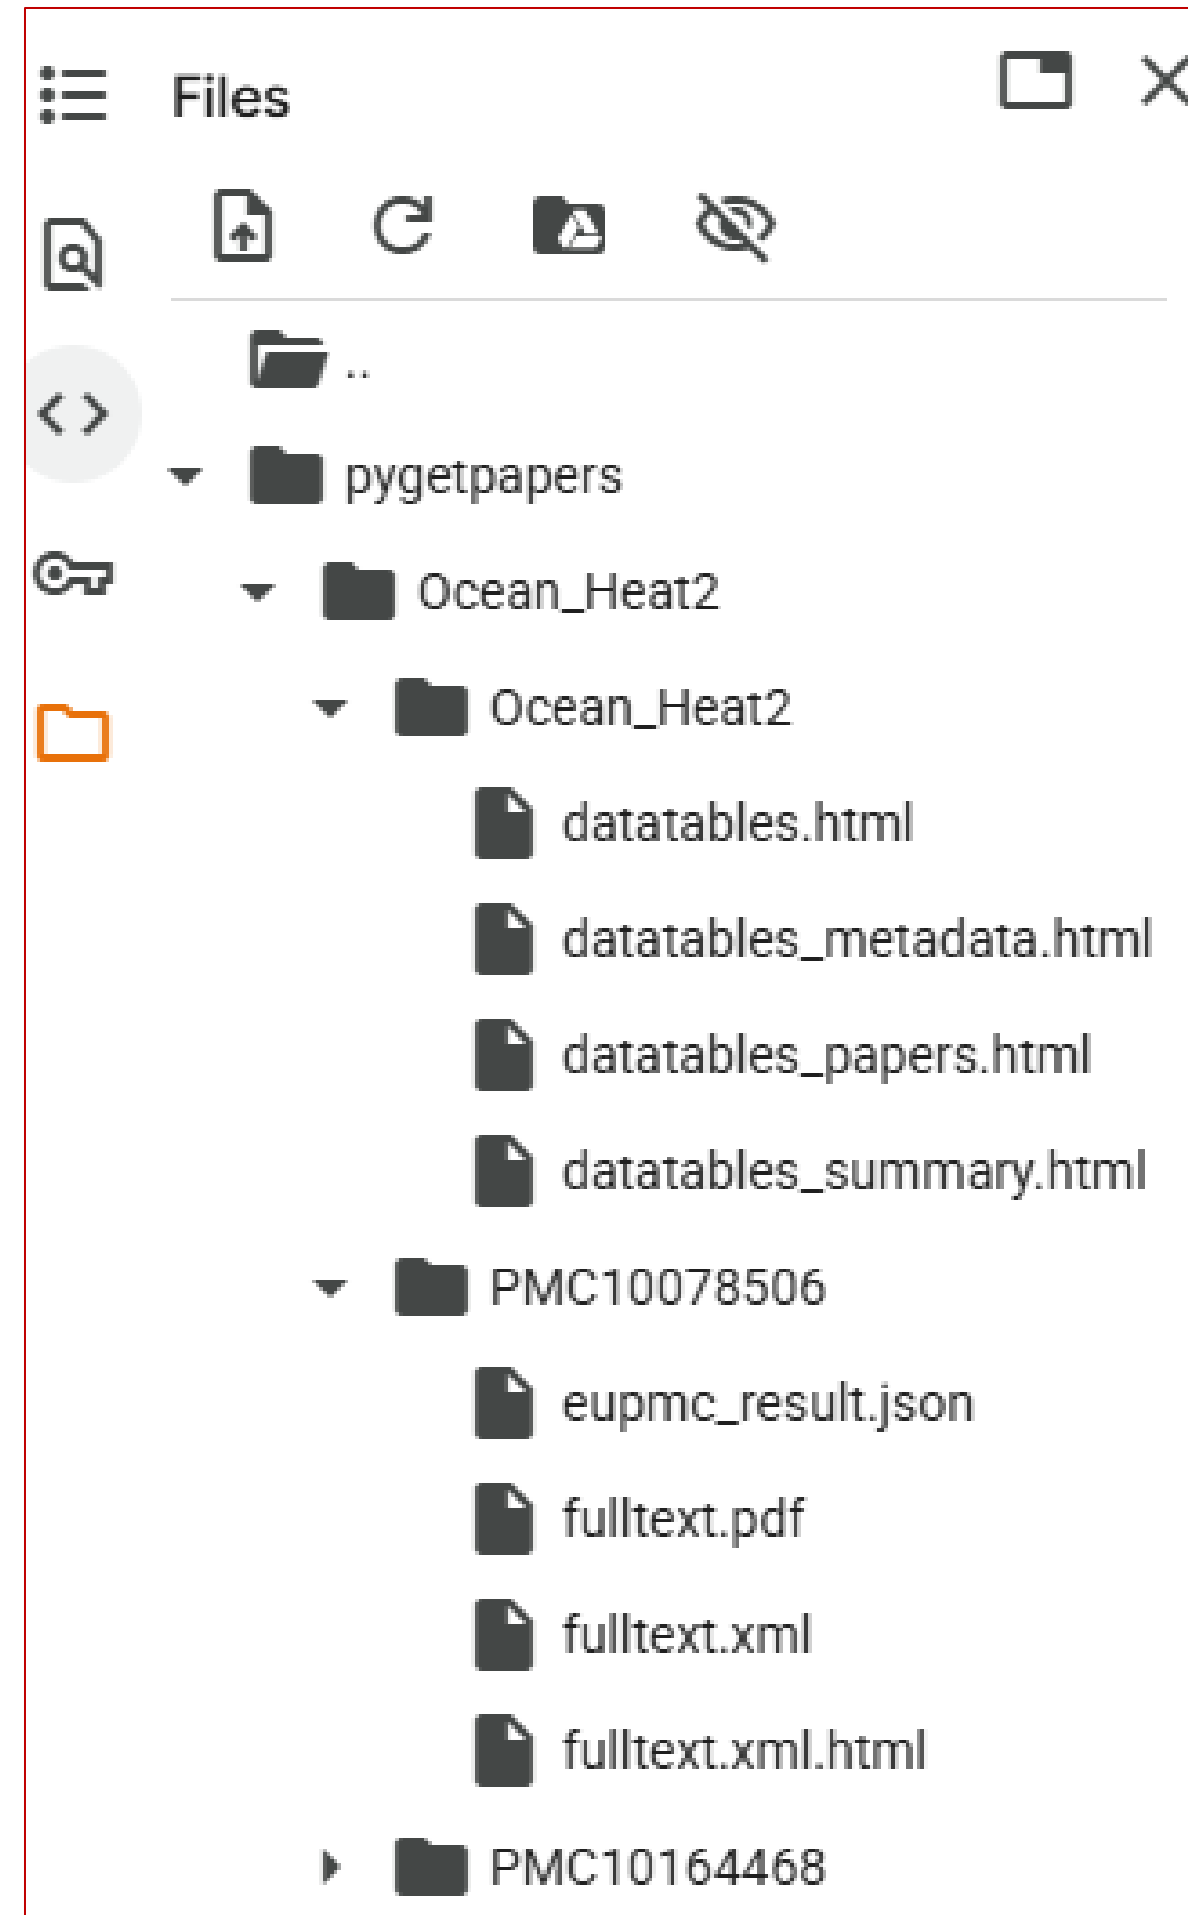 Files
..
pygetpapers
Ocean_Heat2
Ocean_Heat2
datatables.html
datatables_metadata.html
datatables_papers.html
datatables_summary.html
PMC10078506
eupmc_result.json
fulltext.pdf
fulltext.xml
fulltext.xml.html
PMC10164468